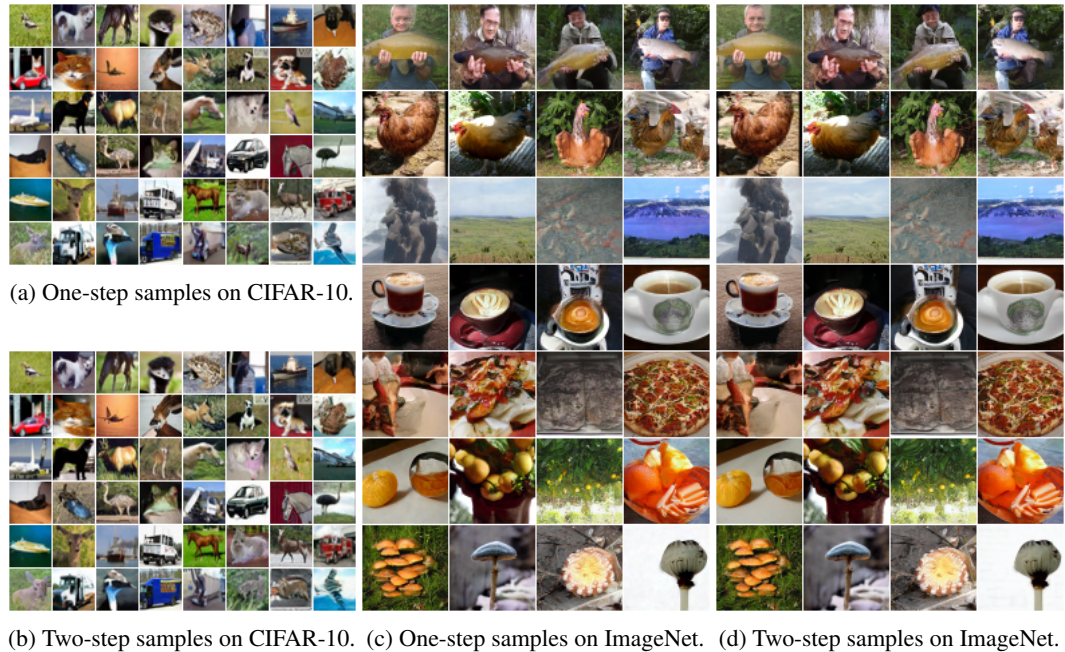 (a) One-step samples on CIFAR-10.
(b) Two-step samples on CIFAR-10.
(c) One-step samples on ImageNet.
(d) Two-step samples on ImageNet.